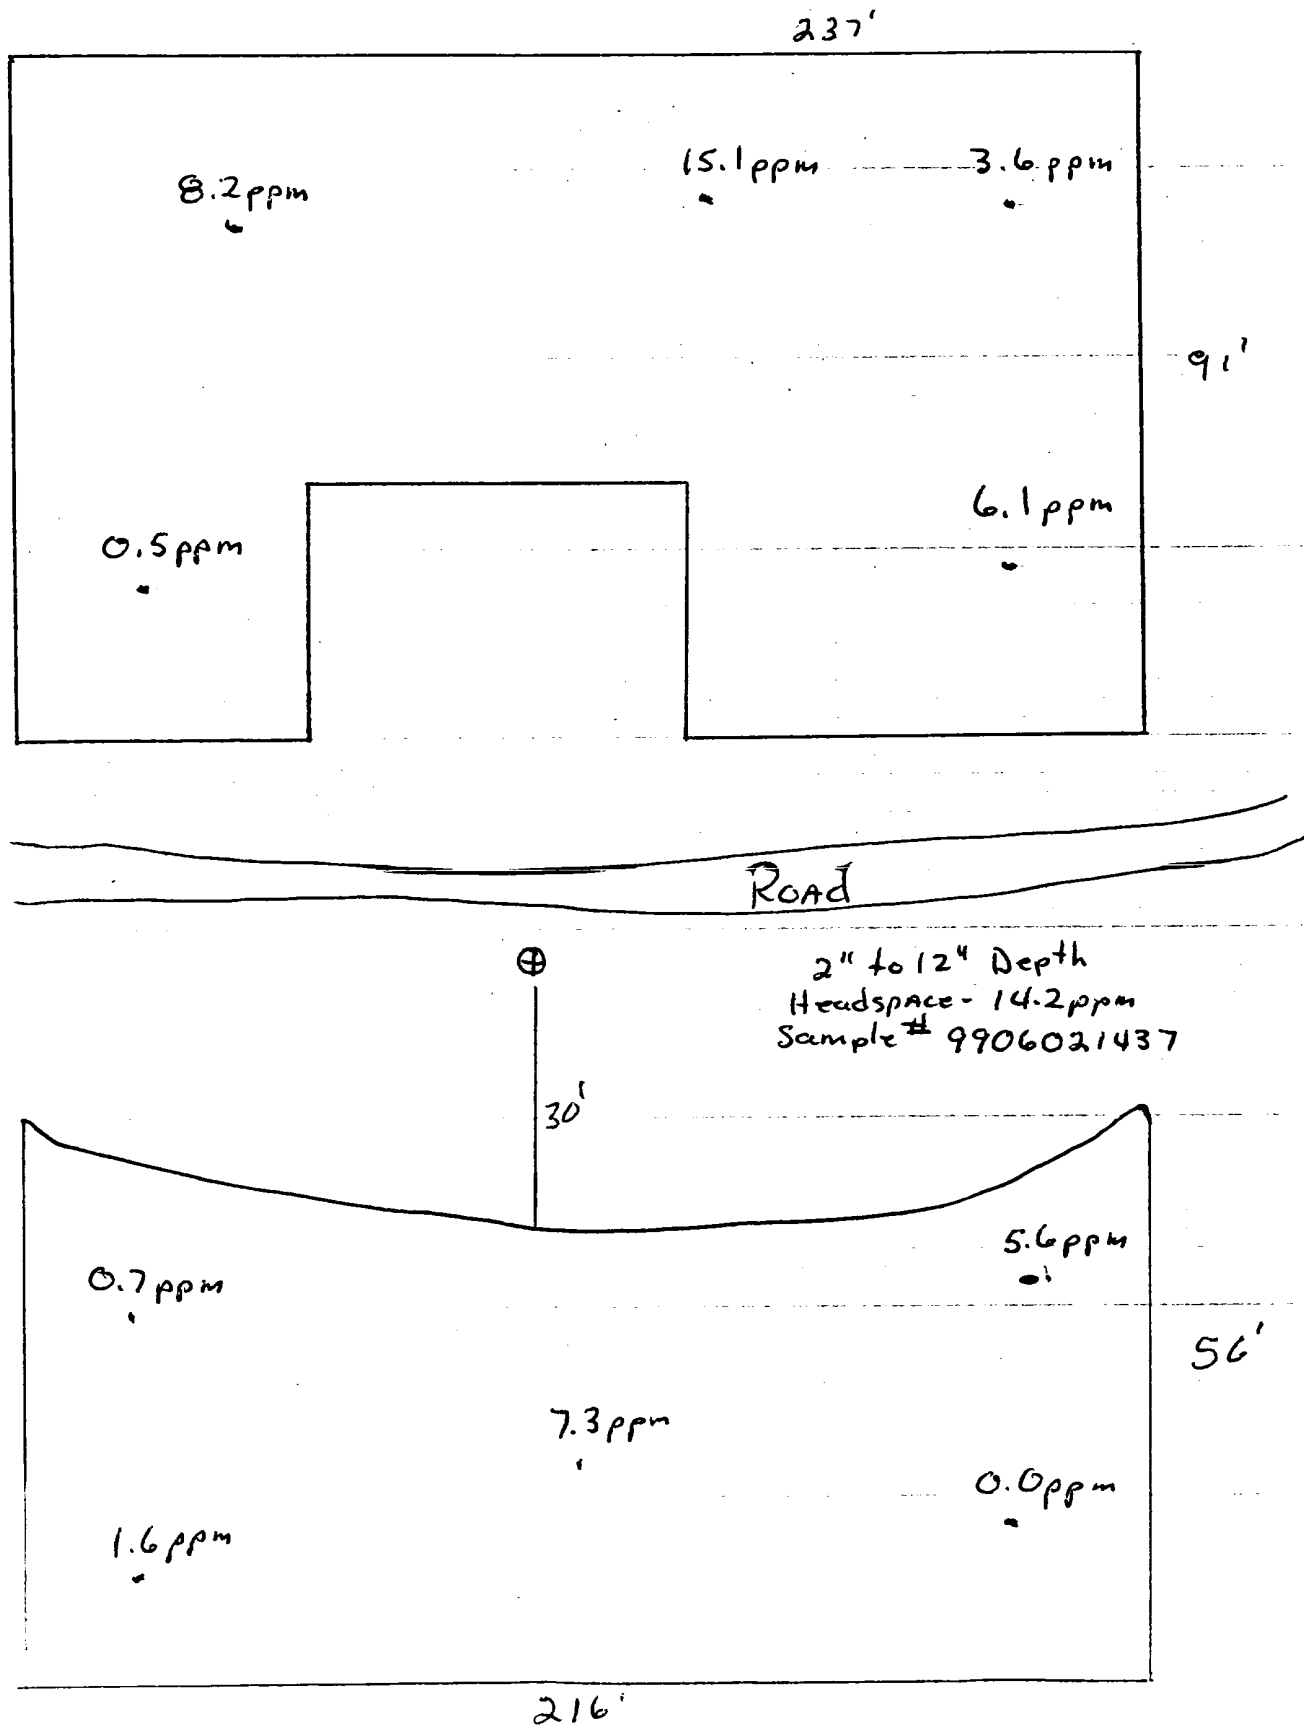 237'
15.1ppm
3.6ppm
8.2ppm
91'
6.1ppm
0.5ppm
Road
2" to 12" Depth
Headspace - 14.2ppm
Sample # 9906021437
30'
5.6ppm
0.7ppm
56'
7.3ppm
0.0ppm
1.6ppm
216'